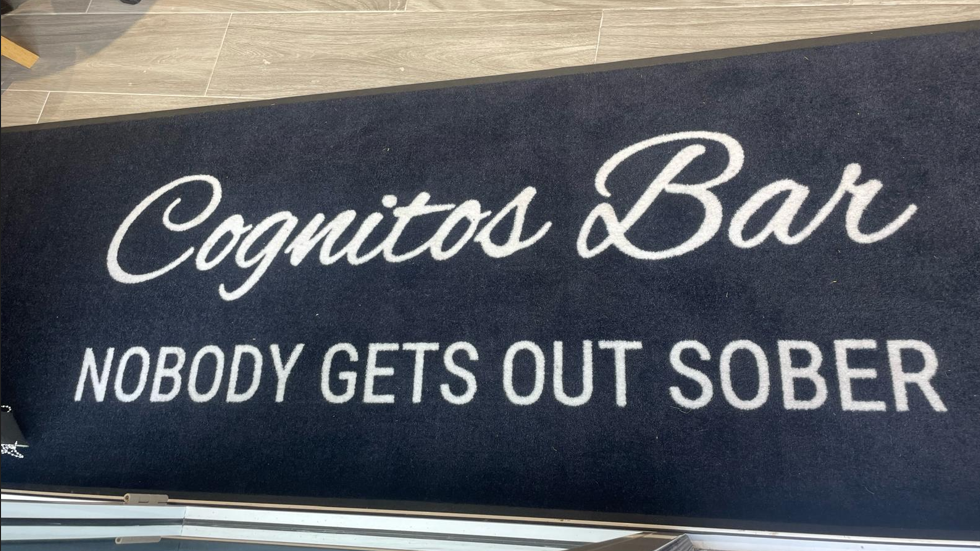 Cognitos Bar
NOBODY GETS OUT SOBER